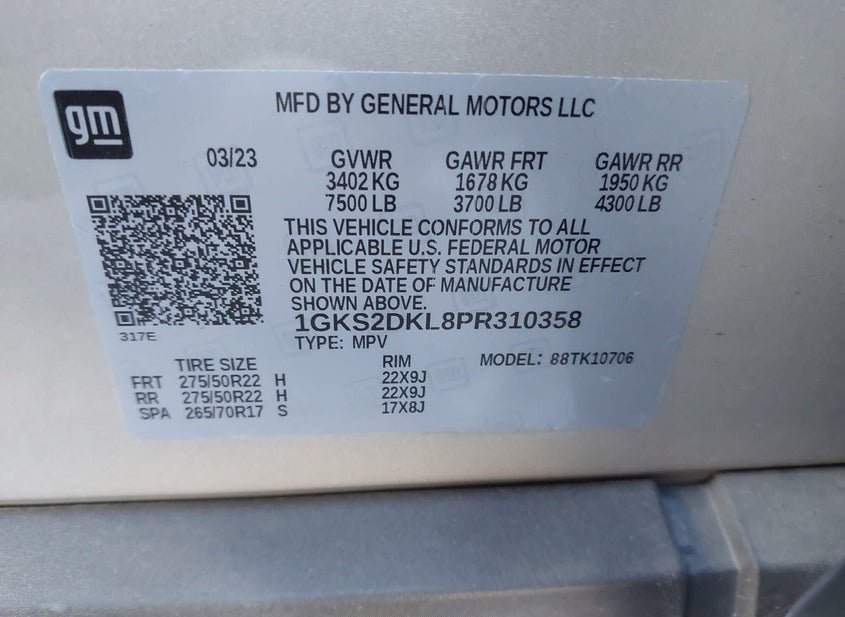 gm
MFD BY GENERAL MOTORS LLC
03/23 GVWR GAWR FRT GAWR RR
3402 KG 1678 KG 1950 KG
7500 LB 3700 LB 4300 LB
THIS VEHICLE CONFORMS TO ALL
APPLICABLE U.S. FEDERAL MOTOR
VEHICLE SAFETY STANDARDS IN EFFECT
ON THE DATE OF MANUFACTURE
SHOWN ABOVE.
1GKS2DKL8PR310358
317E
TYPE: MPV
TIRE SIZE RIM MODEL: 88TK10706
FRT 275/50R22 H 22X9J
RR 275/50R22 H 22X9J
SPA 265/70R17 S 17X8J